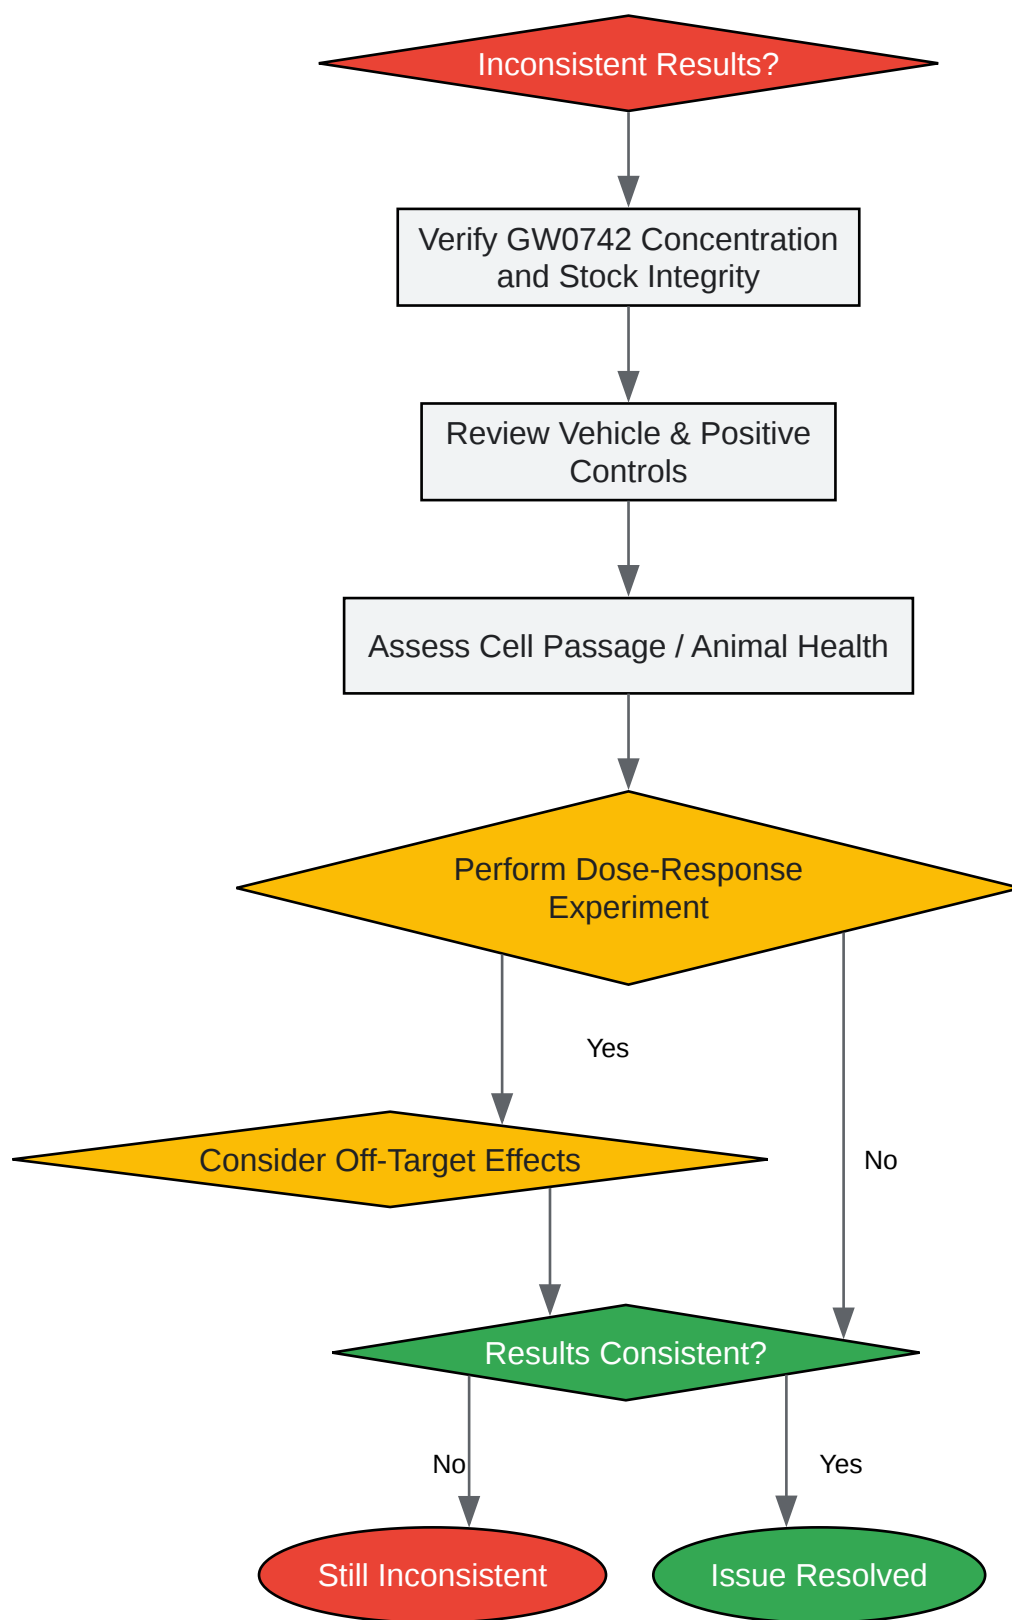 Inconsistent Results?
Verify GW0742 Concentration
and Stock Integrity
Review Vehicle & Positive
Controls
Assess Cell Passage / Animal Health
Perform Dose-Response
Experiment
Yes
Consider Off-Target Effects
No
Results Consistent?
No
Yes
Still Inconsistent
Issue Resolved